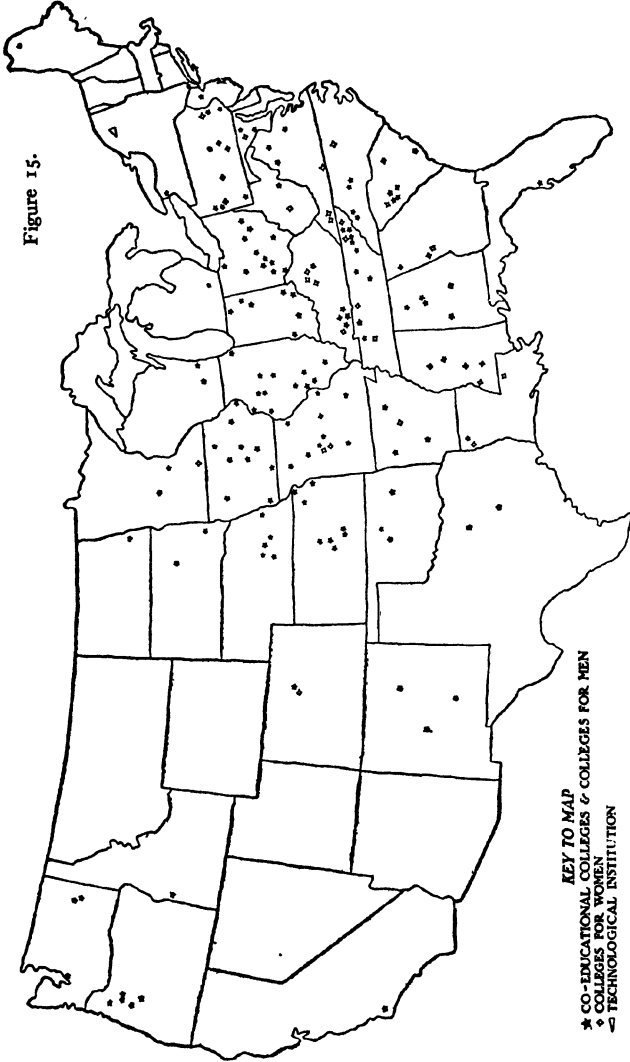 Figure 15.
KEY TO MAP
★ CO-EDUCATIONAL COLLEGES & COLLEGES FOR MEN
⋄ COLLEGES FOR WOMEN
◁ TECHNOLOGICAL INSTITUTION